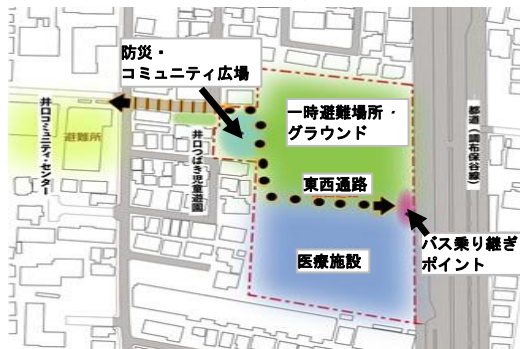 防災・
コミュニティ広場
一時避難場所・
グラウンド
井口コミュニティ・センター
避難所
井口つばき児童遊園
都道（調布保谷線）
東西通路
医療施設
バス乗り継ぎ
ポイント